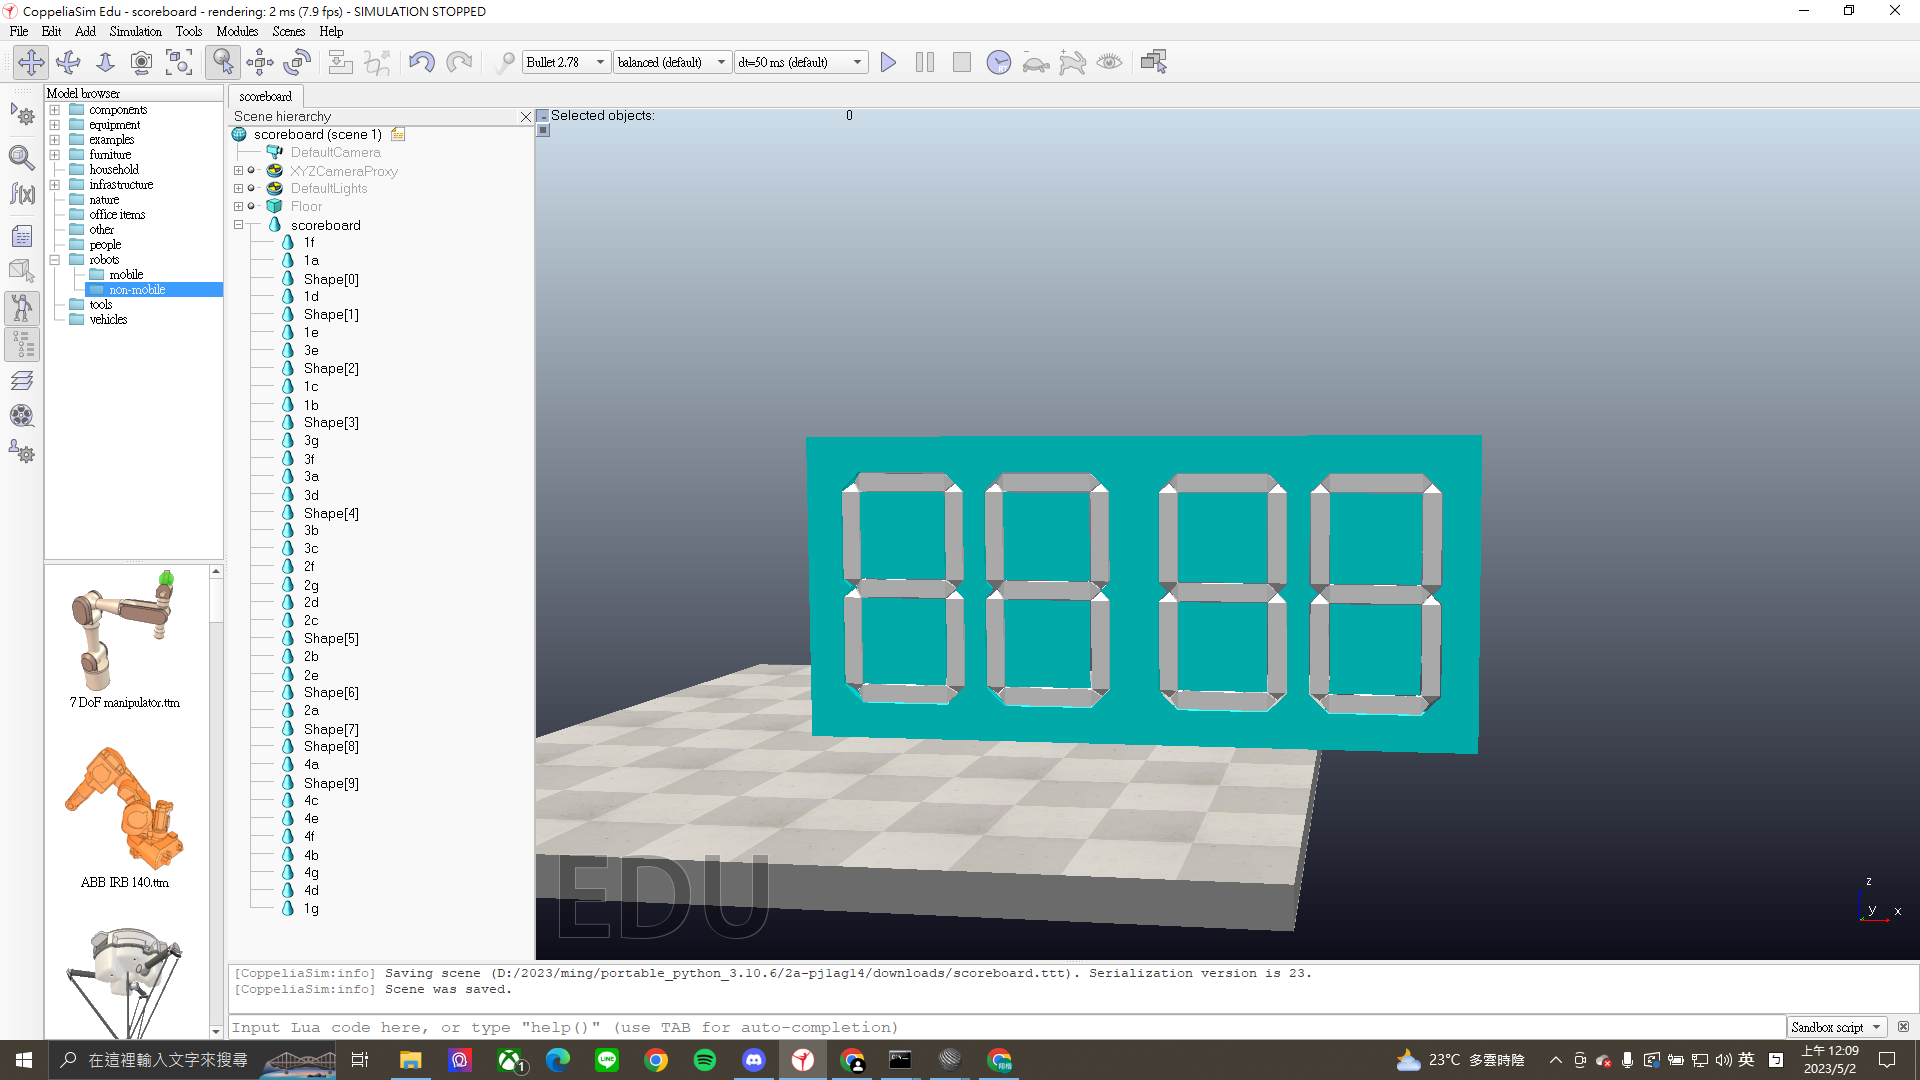 CoppeliaSim Edu - scoreboard - rendering: 2 ms (7.9 fps) - SIMULATION STOPPED
File Edit Add Simulation Tools Modules Scenes Help
Bullet 2.78 balanced (default) dt=50 ms (default)
Model browser
components
equipment
examples
furniture
household
infrastructure
nature
office items
other
people
robots
mobile
non-mobile
tools
vehicles
7 DoF manipulator.ttm
ABB IRB 140.ttm
scoreboard
Scene hierarchy
scoreboard (scene 1)
DefaultCamera
XYZCameraProxy
DefaultLights
Floor
scoreboard
1f
1a
Shape[0]
1d
Shape[1]
1e
3e
Shape[2]
1c
1b
Shape[3]
3g
3f
3a
3d
Shape[4]
3b
3c
2f
2g
2d
2c
Shape[5]
2b
2e
Shape[6]
2a
Shape[7]
Shape[8]
4a
Shape[9]
4c
4e
4f
4b
4g
4d
1g
Selected objects: 0
EDU
z
y x
[CoppeliaSim:info] Saving scene (D:/2023/ming/portable_python_3.10.6/2a-pjlag14/downloads/scoreboard.ttt). Serialization version is 23.
[CoppeliaSim:info] Scene was saved.
Input Lua code here, or type "help()" (use TAB for auto-completion)
Sandbox script
在這裡輸入文字來搜尋
23°C 多雲時陰
英
上午 12:09
2023/5/2